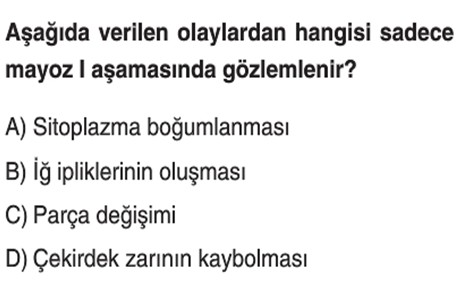 Aşağıda verilen olaylardan hangisi sadece
mayoz I aşamasında gözlemlenir?
A) Sitoplazma boğumlanması
B) İğ ipliklerinin oluşması
C) Parça değişimi
D) Çekirdek zarının kaybolması